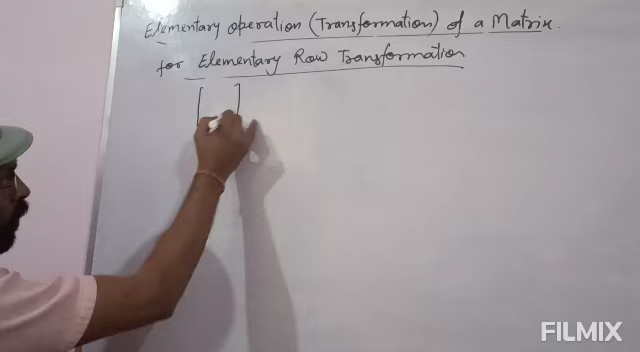 Elementary operation (Transformation) of a Matrix.
for Elementary Row Transformation
[ ]
FILMIX